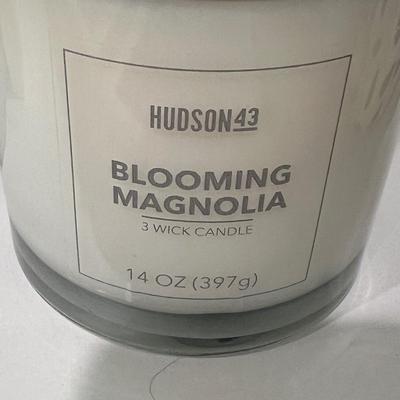 HUDSON43
BLOOMING
MAGNOLIA
3 WICK CANDLE
14 OZ (397g)